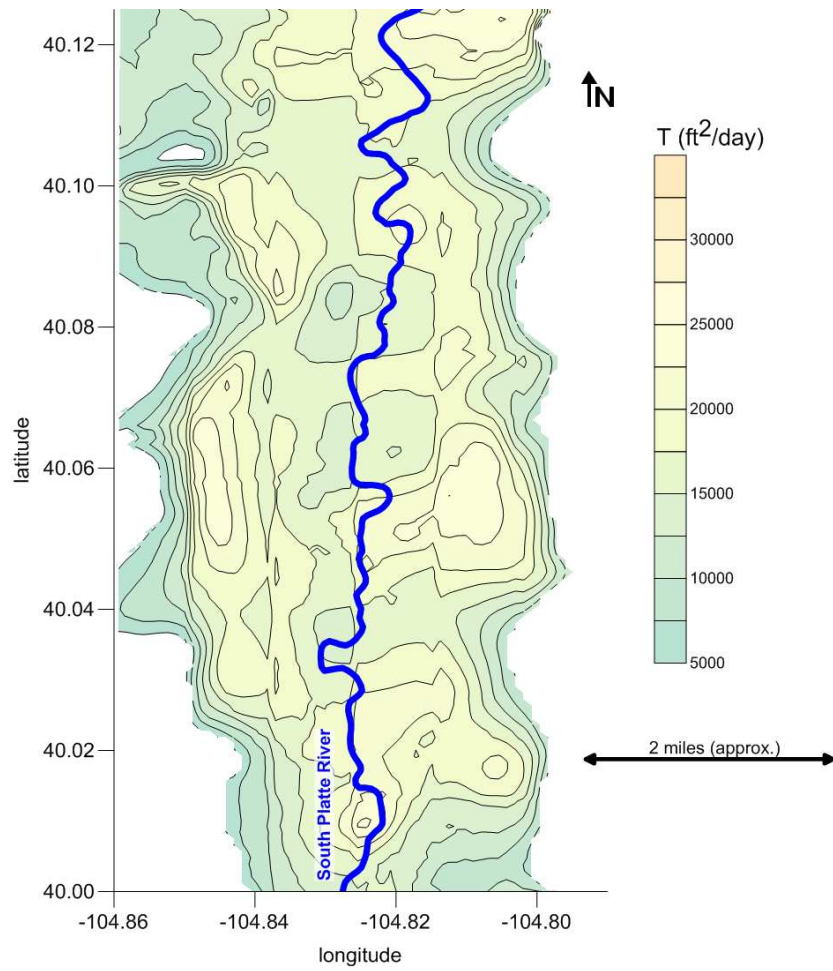 40.12
40.10
40.08
40.06
40.04
40.02
40.00
latitude
-104.86
-104.84
-104.82
-104.80
longitude
South Platte River
N
T (ft²/day)
30000
25000
20000
15000
10000
5000
2 miles (approx.)